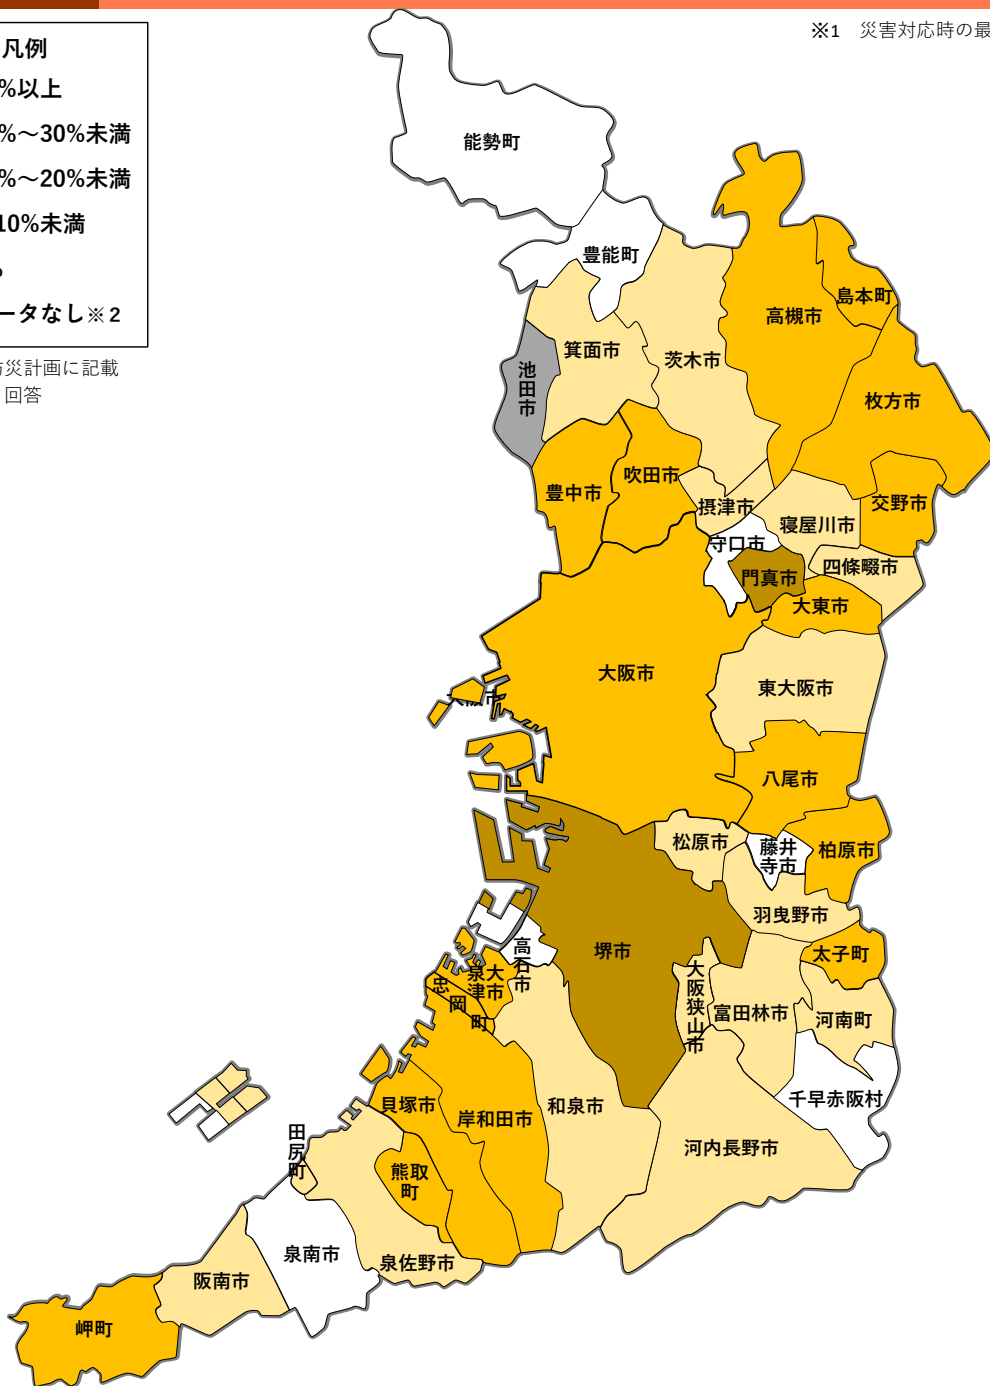 ※1 災害対応時の最
凡例
%以上
%～30%未満
%～20%未満
10%未満
ータなし※2
防災計画に記載
回答
能勢町
豊能町
島本町
高槻市
箕面市
茨木市
池田市
枚方市
吹田市
豊中市
摂津市
交野市
寝屋川市
守口市
四條畷市
門真市
大東市
大阪市
東大阪市
大阪市
八尾市
松原市
藤井
寺市
柏原市
羽曳野市
高石市
堺市
太子町
泉大
津市
忠岡町
大阪狭山市
富田林市
河南町
千早赤阪村
貝塚市
岸和田市
和泉市
河内長野市
田尻町
熊取
町
泉南市
泉佐野市
阪南市
岬町